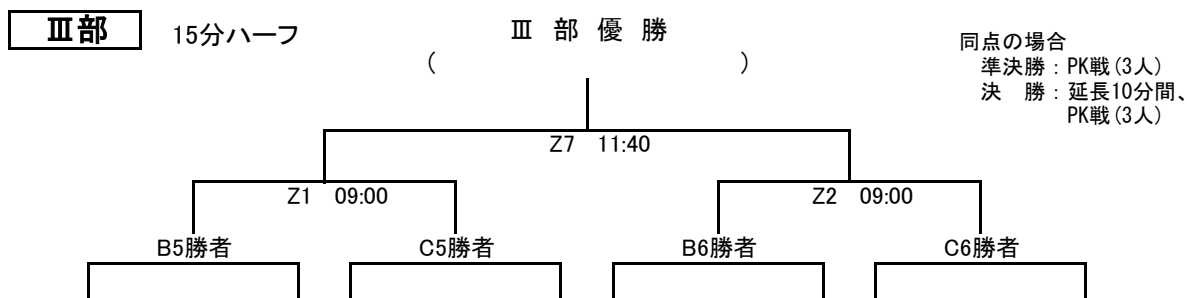 Ⅲ部
15分ハーフ
Ⅲ 部 優 勝
( )
同点の場合
準決勝：PK戦(3人)
決　勝：延長10分間、
PK戦(3人)
Z7 11:40
Z1 09:00
Z2 09:00
B5勝者
C5勝者
B6勝者
C6勝者